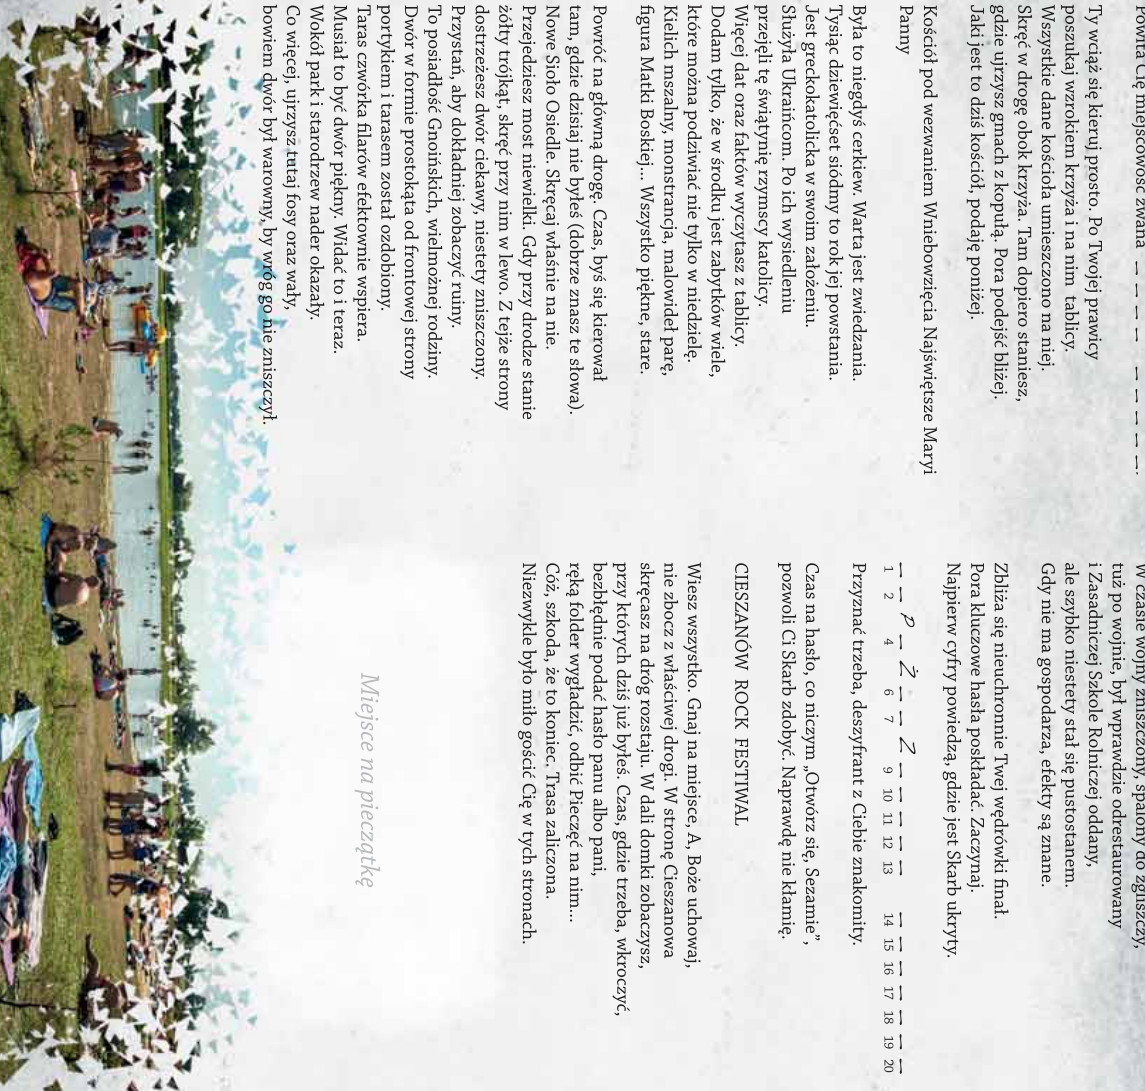 wita Cię miejscowość zwana _ _ _ _ _ _ _ _ _.
Ty wciąż się kieruj prosto. Po Twojej prawicy
poszukaj wzrokiem krzyża i na nim tablicy.
Wszystkie dane kościoła umieszczono na niej.
Skręć w drogę obok krzyża. Tam dopiero staniesz,
gdzie ujrzysz gmach z kopułą. Pora podejść bliżej.
Jaki jest to dziś kościół, podaję poniżej.
Kościół pod wezwaniem Wniebowzięcia Najświętsze Maryi
Panny
Była to niegdyś cerkiew. Warta jest zwiedzania.
Tysiąc dziewięćset siódmy to rok jej powstania.
Jest greckokatolicka w swoim założeniu.
Służyła Ukraińcom. Po ich wysiedleniu
przejęli tę świątynię rzymscy katolicy.
Więcej dat oraz faktów wyczytasz z tablicy.
Dodam tylko, że w środku jest zabytków wiele,
które można podziwiać nie tylko w niedzielę.
Kielich mszalny, monstrancja, malowideł parę,
figura Matki Boskiej... Wszystko piękne, stare.
Powróć na główną drogę. Czas, byś się kierował
tam, gdzie dzisiaj nie byłeś (dobrze znasz te słowa).
Nowe Sioło Osiedle. Skręcaj właśnie na nie.
Przejedziesz most niewielki. Gdy przy drodze stanie
żółty trójkąt, skręć przy nim w lewo. Z tejże strony
dostrzeżesz dwór ciekawy, niestety zniszczony.
Przystań, aby dokładniej zobaczyć ruiny.
To posiadłość Gnoińskich, wielmożnej rodziny.
Dwór w formie prostokąta od frontowej strony
portykiem i tarasem został ozdobiony.
Taras czwórka filarów efektownie wspiera.
Musiał to być dwór piękny. Widać to i teraz.
Wokół park i starodrzew nader okazały.
Co więcej, ujrzysz tutaj fosy oraz wały,
bowiem dwór był warowny, by wróg go nie zniszczył.
W czasie wojny zniszczony, spalony do zgliszczy,
tuż po wojnie, był wprawdzie odrestaurowany
i Zasadniczej Szkole Rolniczej oddany,
ale szybko niestety stał się pustostanem.
Gdy nie ma gospodarza, efekty są znane.
Zbliża się nieuchronnie Twej wędrówki finał.
Pora kluczowe hasła poskładać. Zaczynaj.
Najpierw cyfry powiedzą, gdzie jest Skarb ukryty.
_ _ P _ Ż _ _ Z _ _ _ _ _ _ _ _ _ _ _ _
1 2 4 6 7 9 10 11 12 13 14 15 16 17 18 19 20
Przyznać trzeba, deszyfrant z Ciebie znakomity.
Czas na hasło, co niczym „Otwórz się, Sezamie”,
pozwoli Ci Skarb zdobyć. Naprawdę nie kłamię.
CIESZANÓW ROCK FESTIWAL
Wiesz wszystko. Gnaj na miejsce, A, Boże uchowaj,
nie zbocz z właściwej drogi. W stronę Cieszanowa
skręcasz na dróg rozstaju. W dali domki zobaczysz,
przy których dziś już byłeś. Czas, gdzie trzeba, wkroczyć,
bezbłędnie podać hasło panu albo pani,
ręką folder wygładzić, odbić Pieczęć na nim...
Cóż, szkoda, że to koniec. Trasa zaliczona.
Niezwykle było miło gościć Cię w tych stronach.
Miejsce na pieczątkę